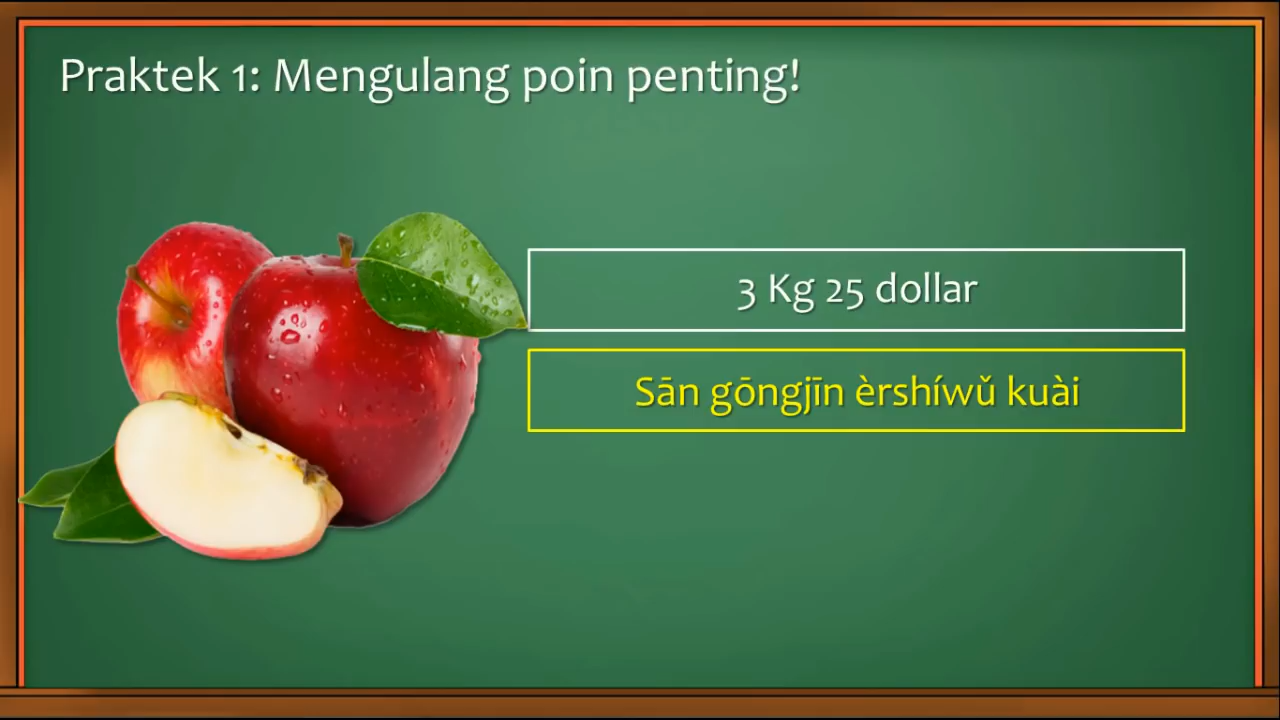 Praktek 1: Mengulang poin penting!
3 Kg 25 dollar
Sān gōngjīn èrshíwǔ kuài